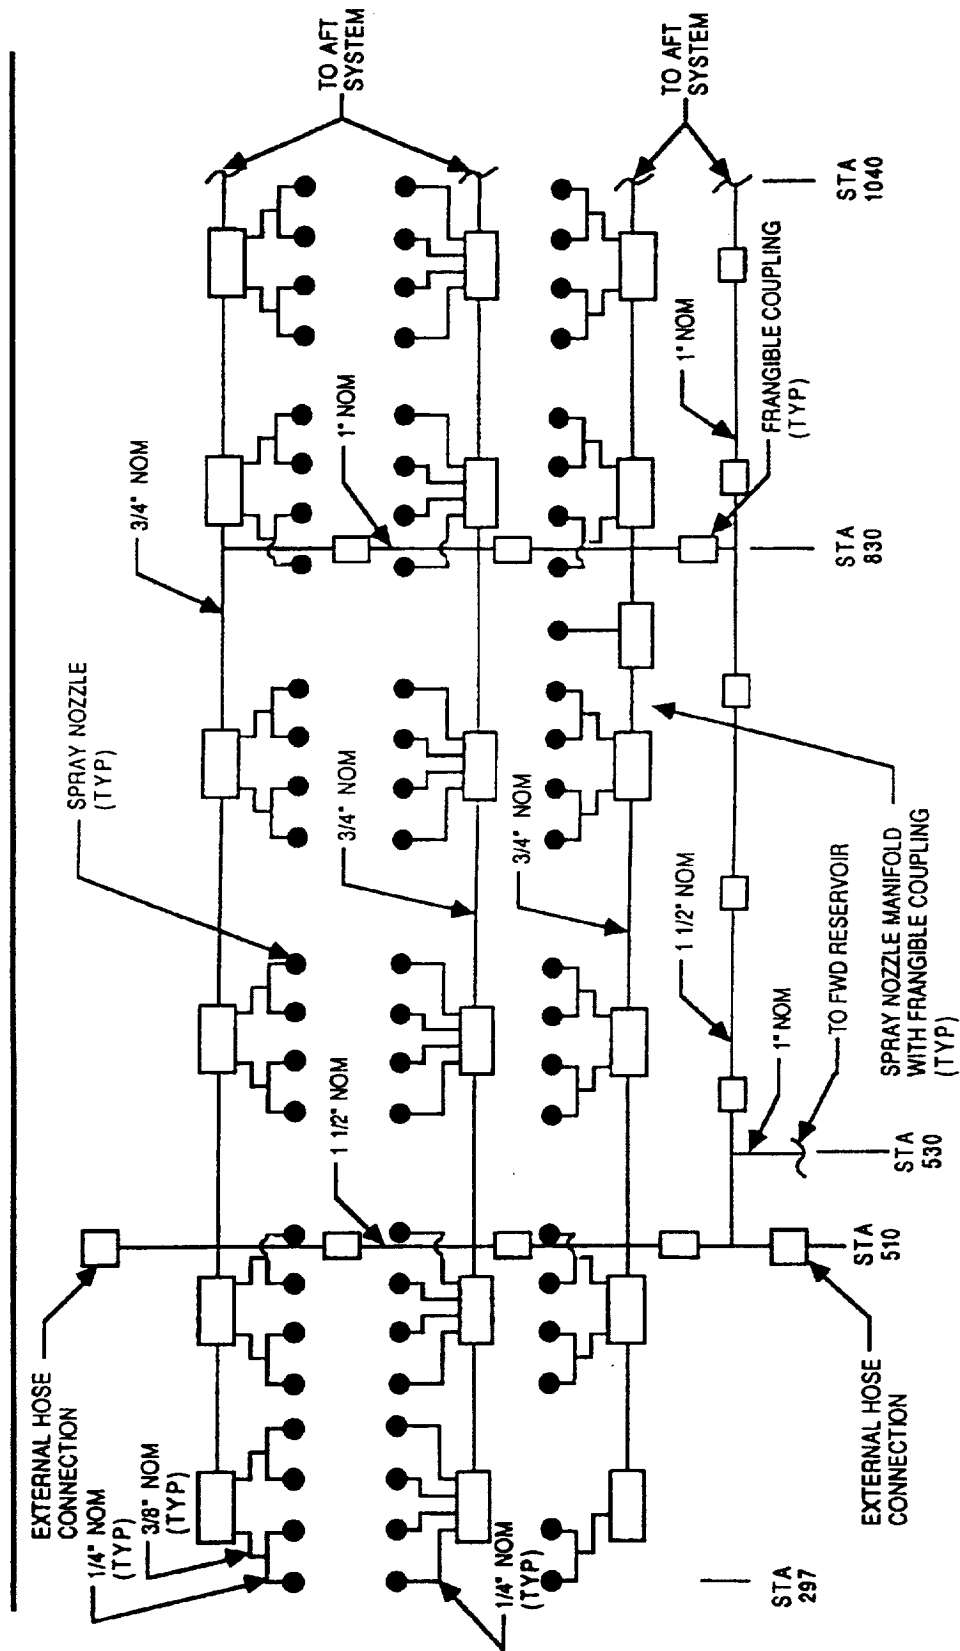 EXTERNAL HOSE
CONNECTION
1/4" NOM
(TYP)
3/8" NOM
(TYP)
SPRAY NOZZLE
(TYP)
3/4" NOM
TO AFT
SYSTEM
1 1/2" NOM
3/4" NOM
1" NOM
1/4" NOM
(TYP)
3/4" NOM
TO AFT
SYSTEM
1" NOM
FRANGIBLE COUPLING
(TYP)
1 1/2" NOM
1" NOM
TO FWD RESERVOIR
SPRAY NOZZLE MANIFOLD
WITH FRANGIBLE COUPLING
(TYP)
EXTERNAL HOSE
CONNECTION
STA
297
STA
510
STA
530
STA
830
STA
1040